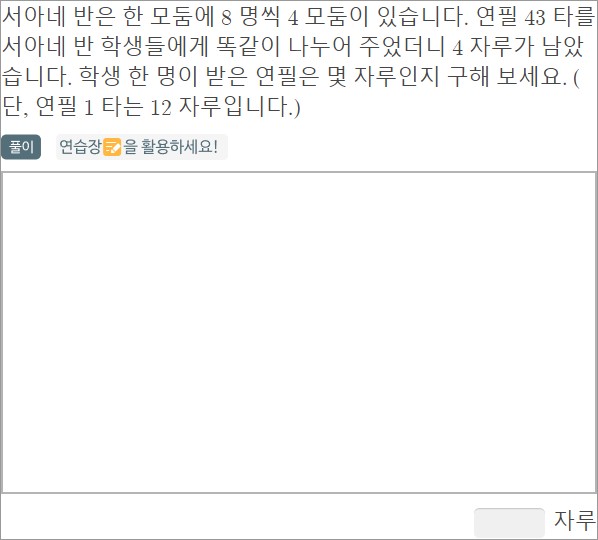 서아네 반은 한 모둠에 8 명씩 4 모둠이 있습니다. 연필 43 타를
서아네 반 학생들에게 똑같이 나누어 주었더니 4 자루가 남았
습니다. 학생 한 명이 받은 연필은 몇 자루인지 구해 보세요. (
단, 연필 1 타는 12 자루입니다.)
풀이 연습장을 활용하세요!
자루